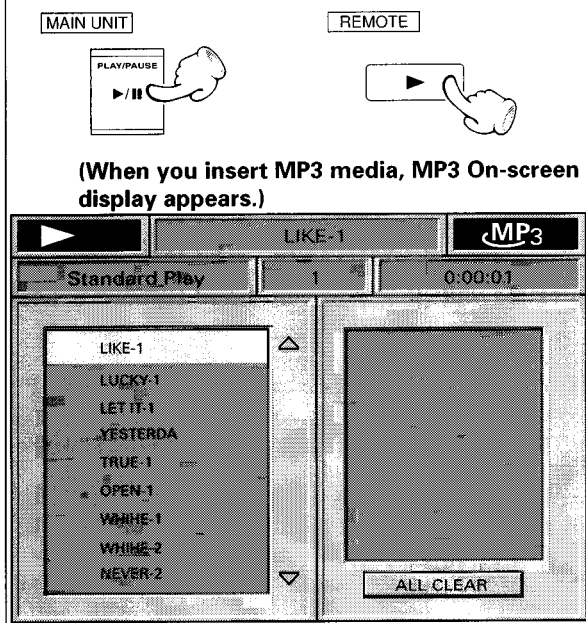 MAIN UNIT
REMOTE
PLAY/PAUSE
(When you insert MP3 media, MP3 On-screen
display appears.)
LIKE-1
MP3
Standard Play
1
0:00:01
LIKE-1
LUCKY-1
LET IT-1
YESTERDA
TRUE-1
OPEN-1
WHIHE-1
WHIHE-2
NEVER-2
ALL CLEAR